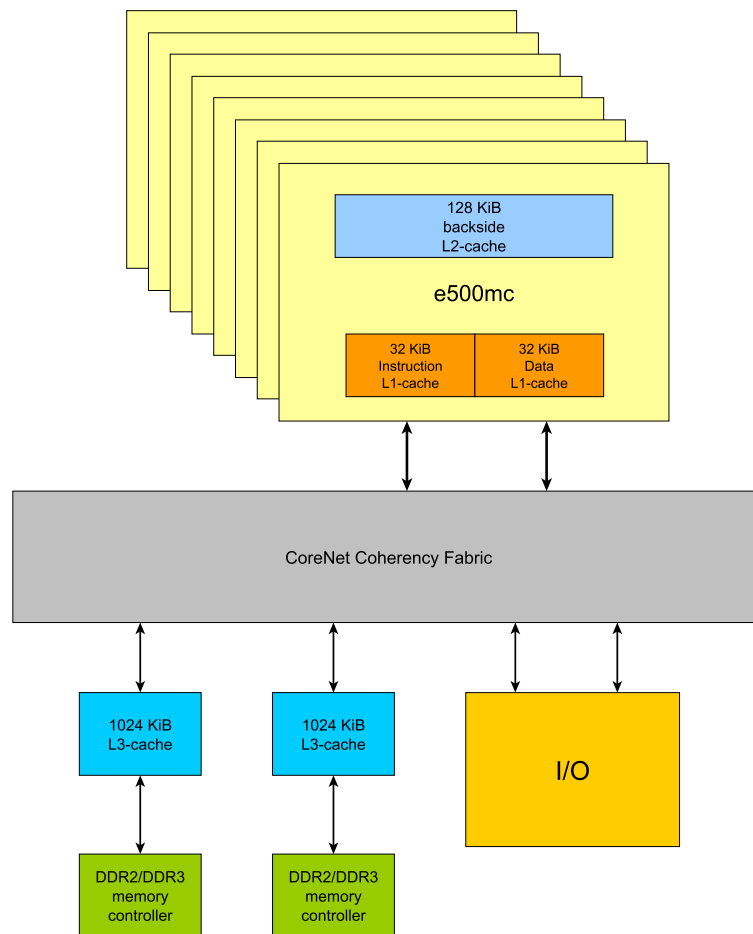 128 KiB
backside
L2-cache
e500mc
32 KiB
Instruction
L1-cache
32 KiB
Data
L1-cache
CoreNet Coherency Fabric
1024 KiB
L3-cache
1024 KiB
L3-cache
I/O
DDR2/DDR3
memory
controller
DDR2/DDR3
memory
controller